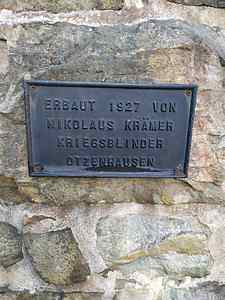 ERBAUT 1927 VON
NIKOLAUS KRÄMER
KRIEGSBLINDER
OTZENHAUSEN